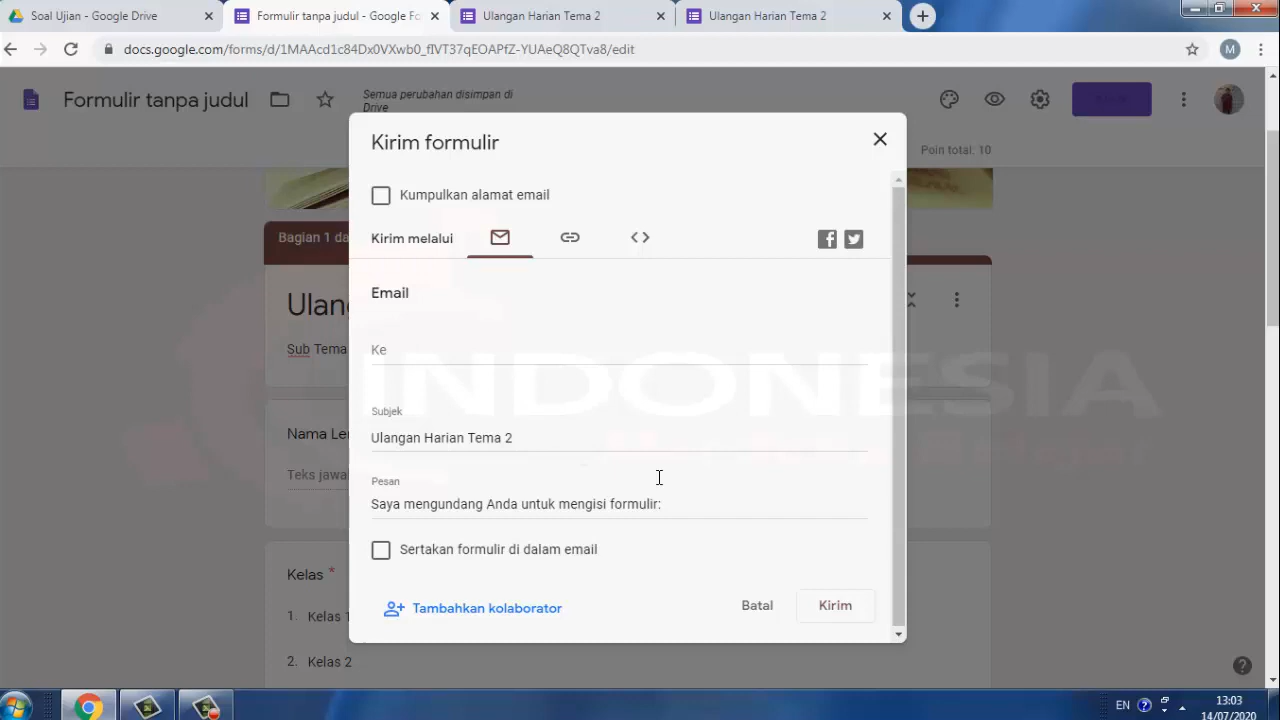 Soal Ujian - Google Drive
Formulir tanpa judul - Google Fo
Ulangan Harian Tema 2
Ulangan Harian Tema 2
docs.google.com/forms/d/1MAAcd1c84Dx0VXwb0_fIVT37qEOAPfZ-YUAeQ8QTva8/edit
M
Formulir tanpa judul
Semua perubahan disimpan di
Drive
Kirim formulir
Poin total: 10
Kumpulkan alamat email
Bagian 1 da
Kirim melalui
Email
Ulang
Sub Tema
Ke
INDONESIA
Subjek
Ulangan Harian Tema 2
Nama Le
Teks jawa
Pesan
Saya mengundang Anda untuk mengisi formulir:
Sertakan formulir di dalam email
Kelas *
Tambahkan kolaborator
Batal
Kirim
1. Kelas 1
2. Kelas 2
EN
13:03
14/07/2020